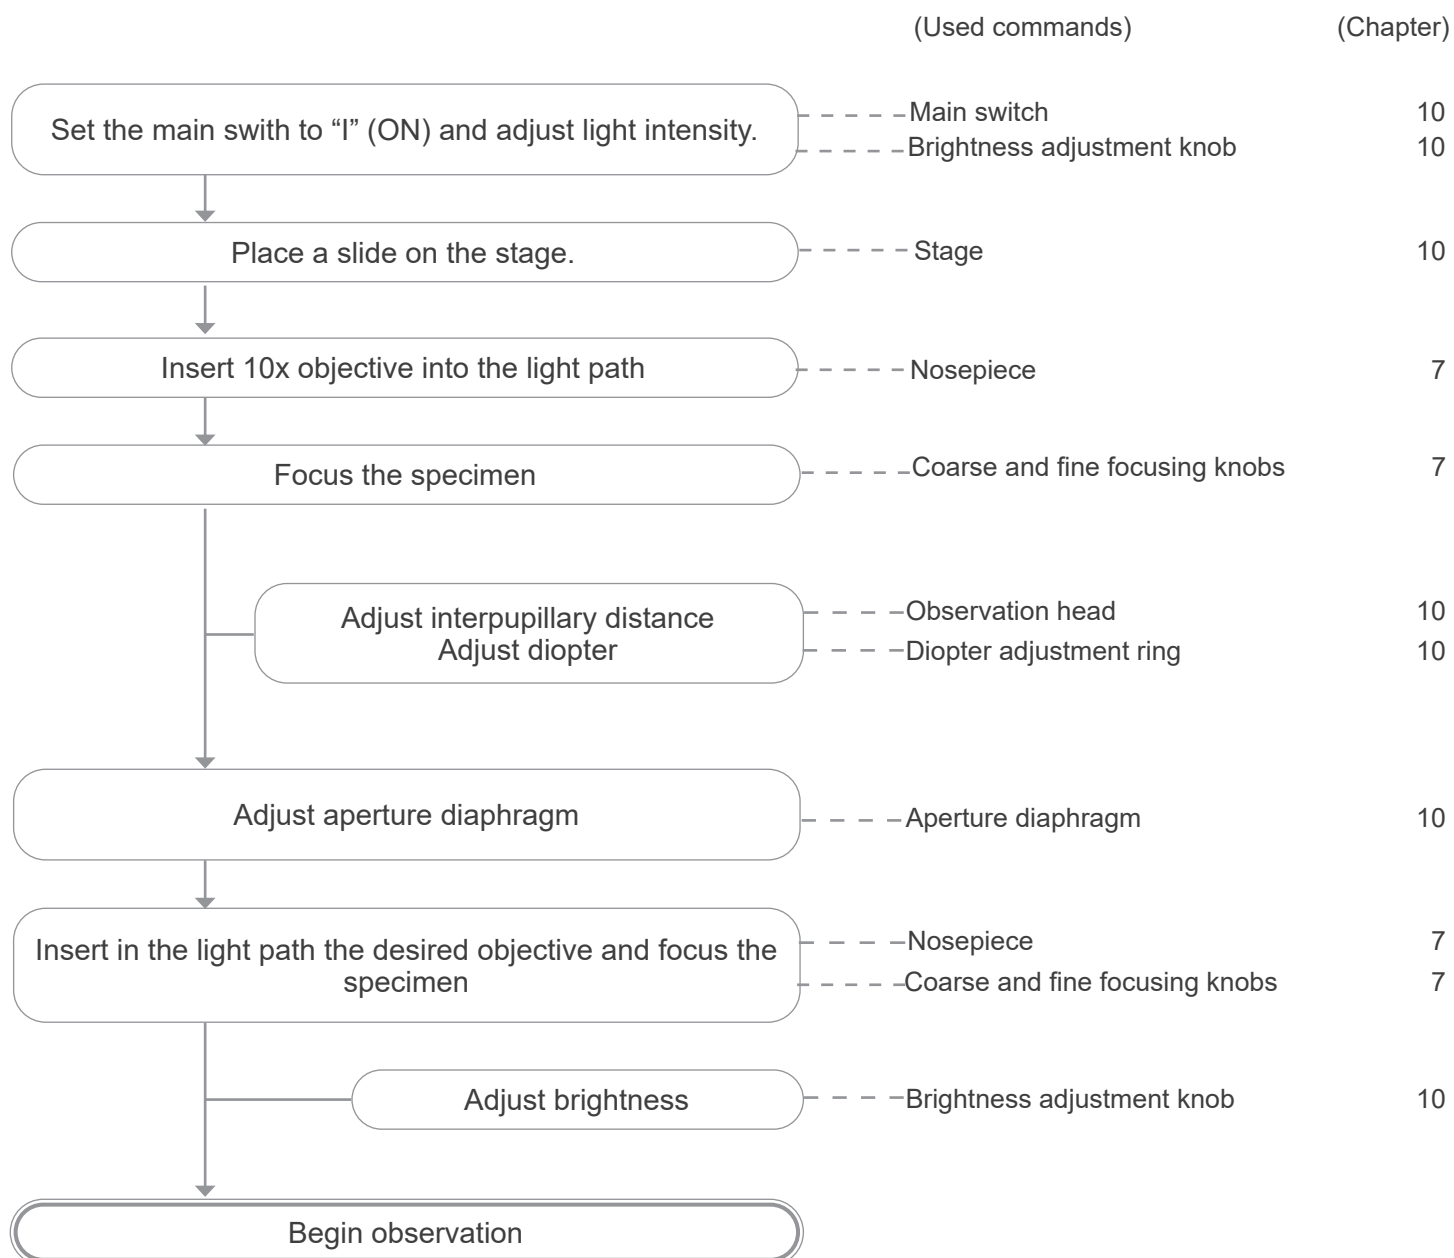 (Used commands) (Chapter)
Set the main swith to “I” (ON) and adjust light intensity.
Main switch 10
Brightness adjustment knob 10
Place a slide on the stage.
Stage 10
Insert 10x objective into the light path
Nosepiece 7
Focus the specimen
Coarse and fine focusing knobs 7
Adjust interpupillary distance
Adjust diopter
Observation head 10
Diopter adjustment ring 10
Adjust aperture diaphragm
Aperture diaphragm 10
Insert in the light path the desired objective and focus the
specimen
Nosepiece 7
Coarse and fine focusing knobs 7
Adjust brightness
Brightness adjustment knob 10
Begin observation